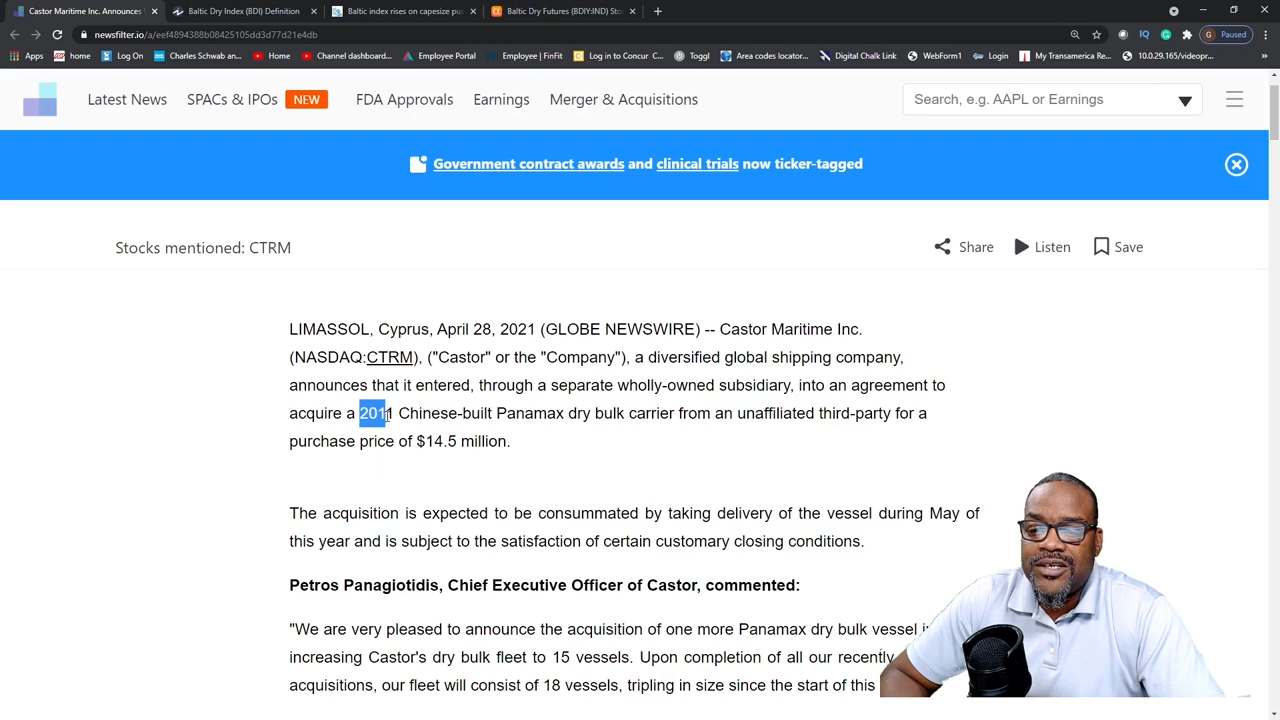 Castor Maritime Inc. Announces
Baltic Dry Index (BDI) Definition
Baltic index rises on capesize pu
Baltic Dry Futures (BDIY:IND) Sto
newsfilter.io/a/eef4894388b08425105dd3d77d21e4db
Paused
Apps
home
Log On
Charles Schwab an...
Home
Channel dashboard...
Employee Portal
Employee | FinFit
Log in to Concur C...
Toggl
Area codes locator...
Digital Chalk Link
WebForm1
Login
My Transamerica Re...
10.0.29.165/videopr...
Latest News
SPACs & IPOs
NEW
FDA Approvals
Earnings
Merger & Acquisitions
Search, e.g. AAPL or Earnings
Government contract awards and clinical trials now ticker-tagged
Stocks mentioned: CTRM
Share
Listen
Save
LIMASSOL, Cyprus, April 28, 2021 (GLOBE NEWSWIRE) -- Castor Maritime Inc.
(NASDAQ:CTRM), ("Castor" or the "Company"), a diversified global shipping company,
announces that it entered, through a separate wholly-owned subsidiary, into an agreement to
acquire a 2011 Chinese-built Panamax dry bulk carrier from an unaffiliated third-party for a
purchase price of $14.5 million.
The acquisition is expected to be consummated by taking delivery of the vessel during May of
this year and is subject to the satisfaction of certain customary closing conditions.
Petros Panagiotidis, Chief Executive Officer of Castor, commented:
"We are very pleased to announce the acquisition of one more Panamax dry bulk vessel
increasing Castor's dry bulk fleet to 15 vessels. Upon completion of all our recently
acquisitions, our fleet will consist of 18 vessels, tripling in size since the start of this